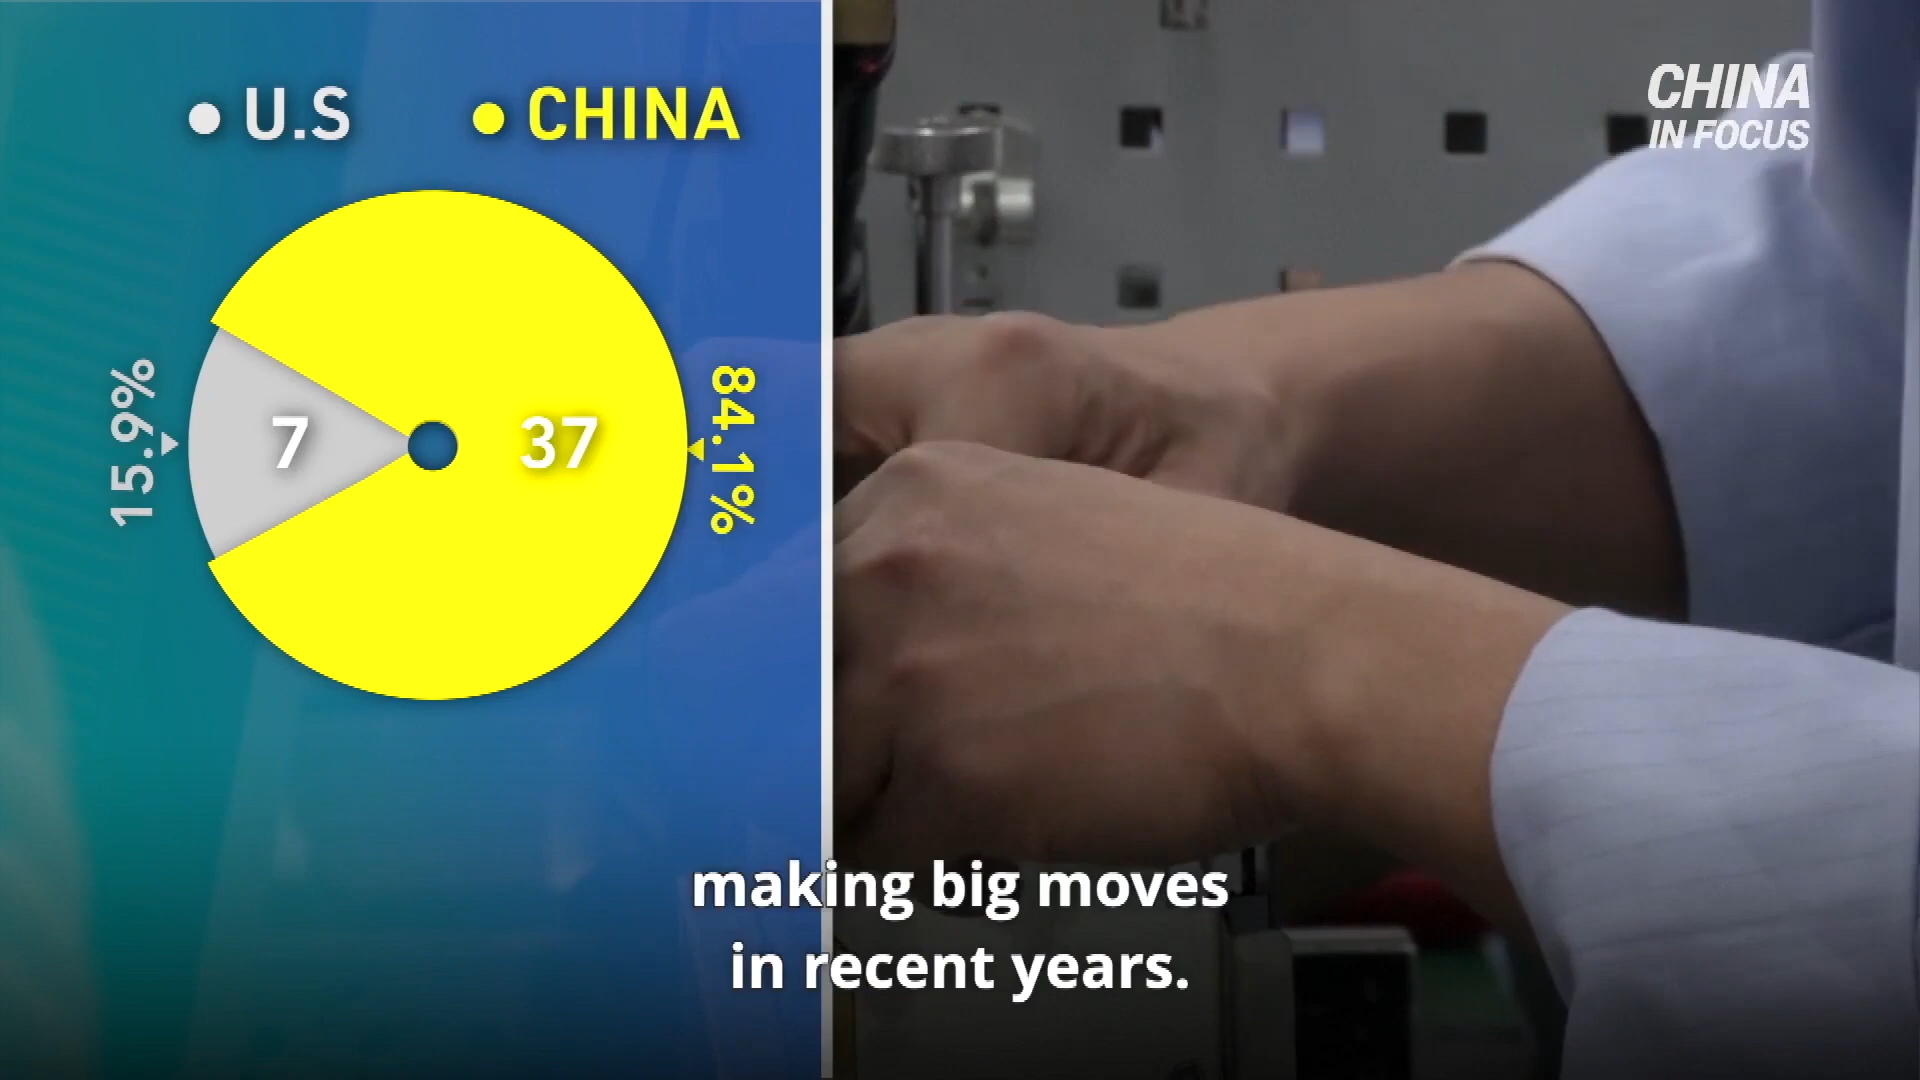 U.S
CHINA
15.9%
7
37
84.1%
CHINA
IN FOCUS
making big moves
in recent years.